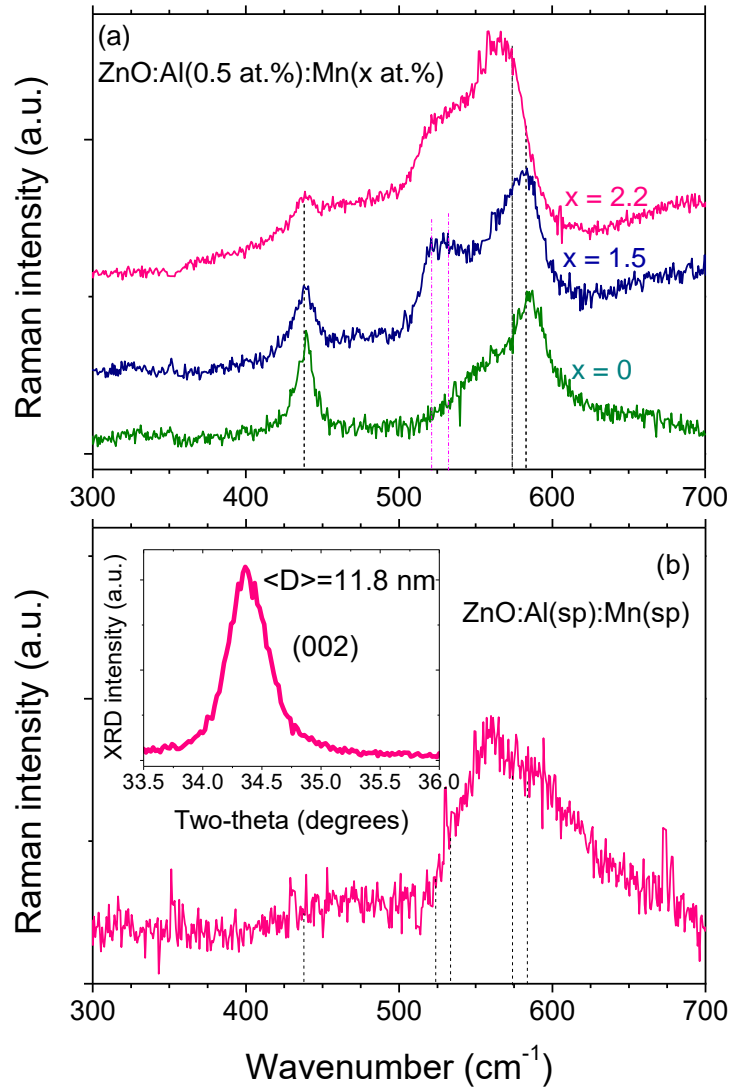 (a)
ZnO:Al(0.5 at.%):Mn(x at.%)
x = 2.2
x = 1.5
x = 0
Raman intensity (a.u.)
300 400 500 600 700
(b)
ZnO:Al(sp):Mn(sp)
<D>=11.8 nm
(002)
XRD intensity (a.u.)
33.5 34.0 34.5 35.0 35.5 36.0
Two-theta (degrees)
Raman intensity (a.u.)
300 400 500 600 700
Wavenumber (cm⁻¹)